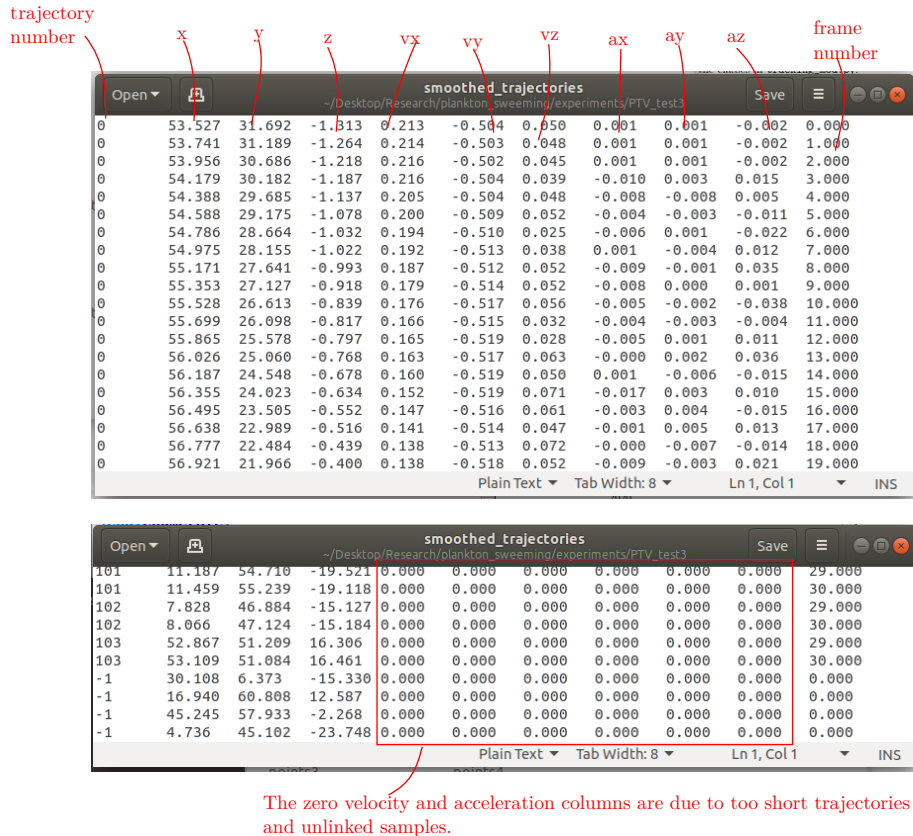 trajectory
number
x
y
z
vx
vy
vz
ax
ay
az
frame
number
Open
smoothed_trajectories
~/Desktop/Research/plankton_sweeming/experiments/PTV_test3
Save
0 53.527 31.692 -1.313 0.213 -0.504 0.050 0.001 0.001 -0.002 0.000
0 53.741 31.189 -1.264 0.214 -0.503 0.048 0.001 0.001 -0.002 1.000
0 53.956 30.686 -1.218 0.216 -0.502 0.045 0.001 0.001 -0.002 2.000
0 54.179 30.182 -1.187 0.216 -0.504 0.039 -0.010 0.003 0.015 3.000
0 54.388 29.685 -1.137 0.205 -0.504 0.048 -0.008 -0.008 0.005 4.000
0 54.588 29.175 -1.078 0.200 -0.509 0.052 -0.004 -0.003 -0.011 5.000
0 54.786 28.664 -1.032 0.194 -0.510 0.025 -0.006 0.001 -0.022 6.000
0 54.975 28.155 -1.022 0.192 -0.513 0.038 0.001 -0.004 0.012 7.000
0 55.171 27.641 -0.993 0.187 -0.512 0.052 -0.009 -0.001 0.035 8.000
0 55.353 27.127 -0.918 0.179 -0.514 0.052 -0.008 0.000 0.001 9.000
0 55.528 26.613 -0.839 0.176 -0.517 0.056 -0.005 -0.002 -0.038 10.000
0 55.699 26.098 -0.817 0.166 -0.515 0.032 -0.004 -0.003 -0.004 11.000
0 55.865 25.578 -0.797 0.165 -0.519 0.028 -0.005 0.001 0.011 12.000
0 56.026 25.060 -0.768 0.163 -0.517 0.063 -0.000 0.002 0.036 13.000
0 56.187 24.548 -0.678 0.160 -0.519 0.050 0.001 -0.006 -0.015 14.000
0 56.355 24.023 -0.634 0.152 -0.519 0.071 -0.017 0.003 0.010 15.000
0 56.495 23.505 -0.552 0.147 -0.516 0.061 -0.003 0.004 -0.015 16.000
0 56.638 22.989 -0.516 0.141 -0.514 0.047 -0.001 0.005 0.013 17.000
0 56.777 22.484 -0.439 0.138 -0.513 0.072 -0.000 -0.007 -0.014 18.000
0 56.921 21.966 -0.400 0.138 -0.518 0.052 -0.009 -0.003 0.021 19.000
Plain Text Tab Width: 8 Ln 1, Col 1 INS
Open
smoothed_trajectories
~/Desktop/Research/plankton_sweeming/experiments/PTV_test3
Save
101 11.187 54.710 -19.521 0.000 0.000 0.000 0.000 0.000 0.000 29.000
101 11.459 55.239 -19.118 0.000 0.000 0.000 0.000 0.000 0.000 30.000
102 7.828 46.884 -15.127 0.000 0.000 0.000 0.000 0.000 0.000 29.000
102 8.066 47.124 -15.184 0.000 0.000 0.000 0.000 0.000 0.000 30.000
103 52.867 51.209 16.306 0.000 0.000 0.000 0.000 0.000 0.000 29.000
103 53.109 51.084 16.461 0.000 0.000 0.000 0.000 0.000 0.000 30.000
-1 30.108 6.373 -15.330 0.000 0.000 0.000 0.000 0.000 0.000 0.000
-1 16.940 60.808 12.587 0.000 0.000 0.000 0.000 0.000 0.000 0.000
-1 45.245 57.933 -2.268 0.000 0.000 0.000 0.000 0.000 0.000 0.000
-1 4.736 45.102 -23.748 0.000 0.000 0.000 0.000 0.000 0.000 0.000
Plain Text Tab Width: 8 Ln 1, Col 1 INS
The zero velocity and acceleration columns are due to too short trajectories
and unlinked samples.